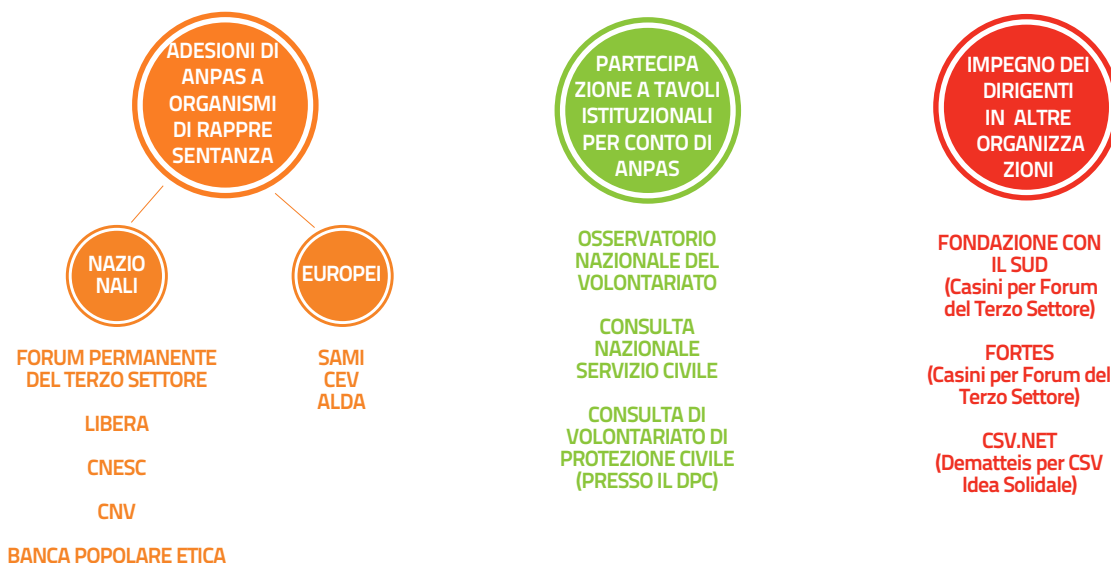 ADESIONI DI
ANPAS A
ORGANISMI
DI RAPPRE
SENTANZA
NAZIO
NALI
FORUM PERMANENTE
DEL TERZO SETTORE
LIBERA
CNESC
CNV
BANCA POPOLARE ETICA
EUROPEI
SAMI
CEV
ALDA
PARTECIPA
ZIONE A TAVOLI
ISTITUZIONALI
PER CONTO DI
ANPAS
OSSERVATORIO
NAZIONALE DEL
VOLONTARIATO
CONSULTA
NAZIONALE
SERVIZIO CIVILE
CONSULTA DI
VOLONTARIATO DI
PROTEZIONE CIVILE
(PRESSO IL DPC)
IMPEGNO DEI
DIRIGENTI
IN ALTRE
ORGANIZZA
ZIONI
FONDAZIONE CON
IL SUD
(Casini per Forum
del Terzo Settore)
FORTES
(Casini per Forum del
Terzo Settore)
CSV.NET
(Dematteis per CSV
Idea Solidale)